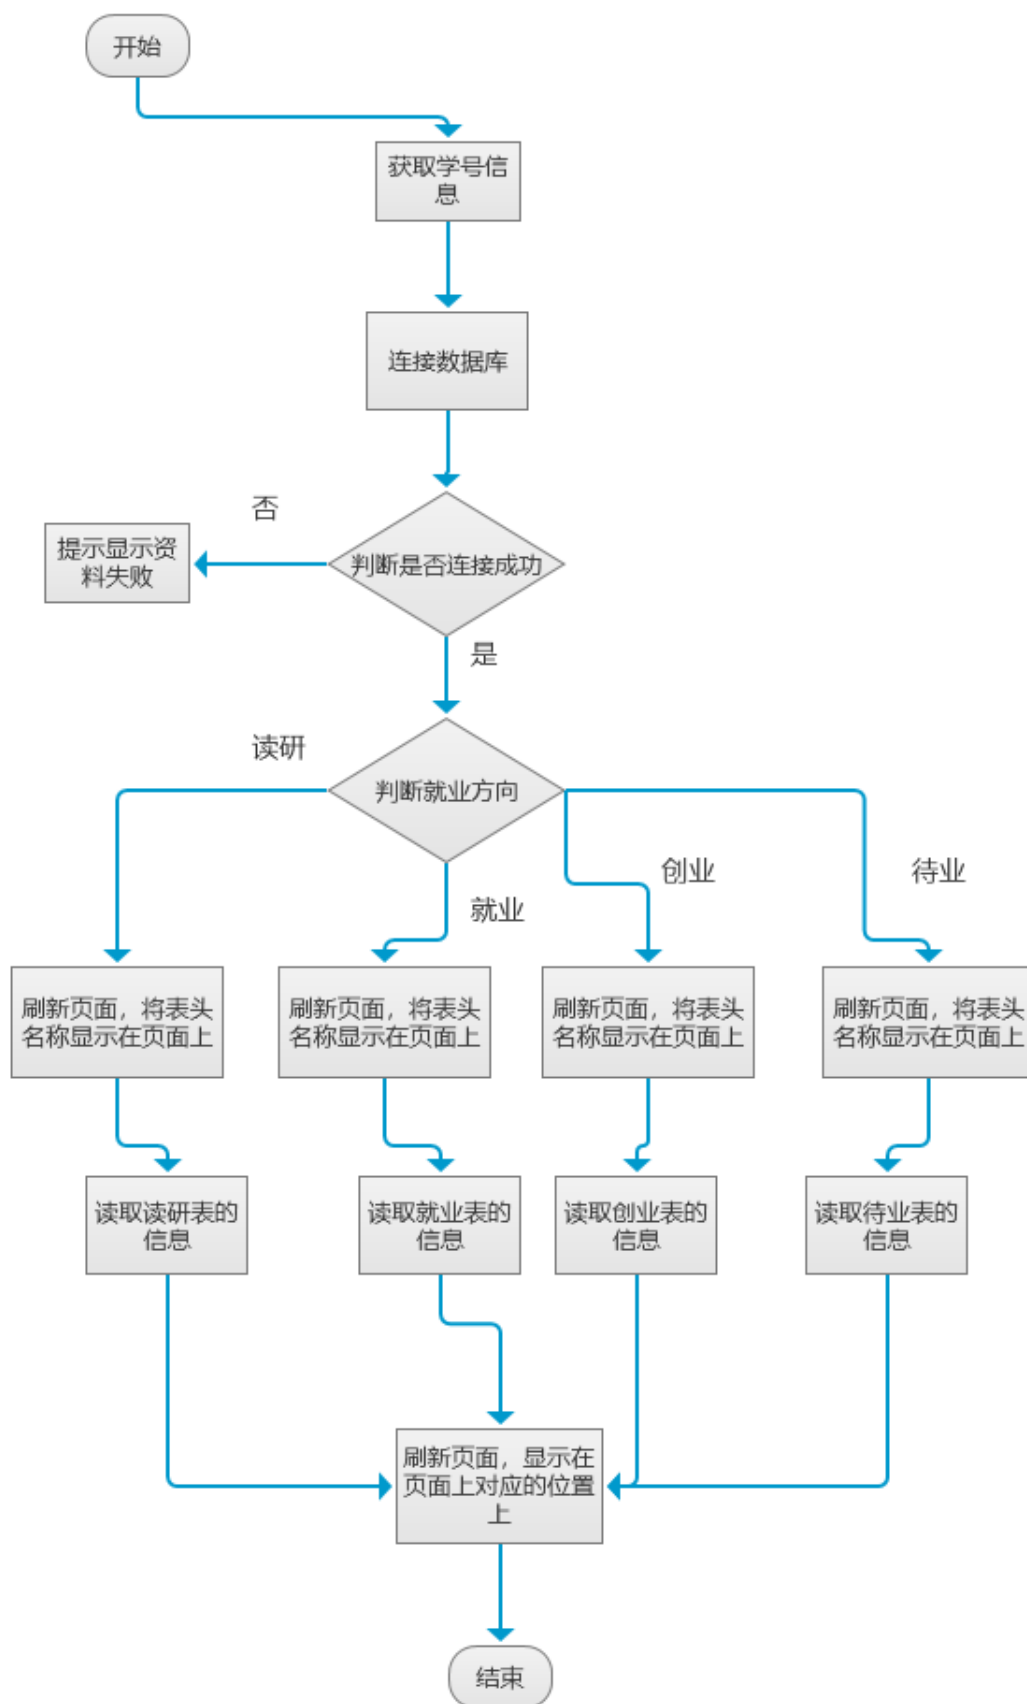 开始
获取学号信
息
连接数据库
否
提示显示资
料失败
判断是否连接成功
是
读研
判断就业方向
创业
待业
就业
刷新页面，将表头
名称显示在页面上
刷新页面，将表头
名称显示在页面上
刷新页面，将表头
名称显示在页面上
刷新页面，将表头
名称显示在页面上
读取读研表的
信息
读取就业表的
信息
读取创业表的
信息
读取待业表的
信息
刷新页面，显示在
页面上对应的位置
上
结束